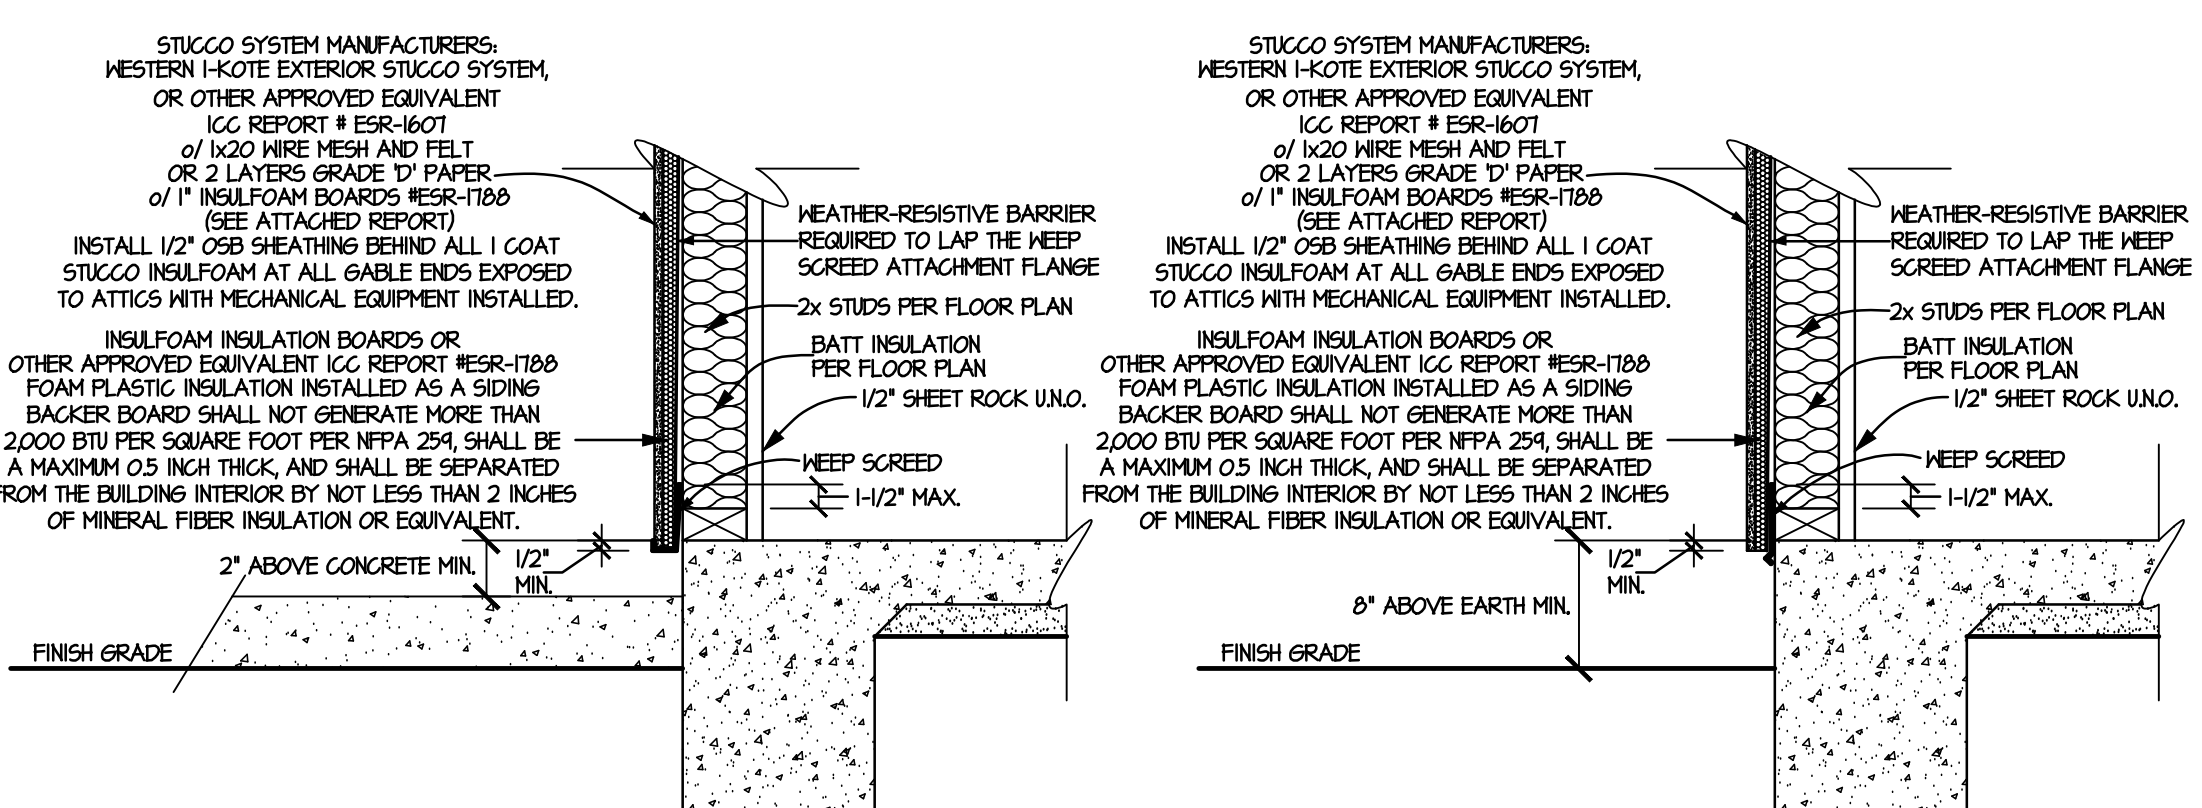 STUCCO SYSTEM MANUFACTURERS:
WESTERN 1-KOTE EXTERIOR STUCCO SYSTEM,
OR OTHER APPROVED EQUIVALENT
ICC REPORT # ESR-1607
o/ 1x20 WIRE MESH AND FELT
OR 2 LAYERS GRADE 'D' PAPER
o/ 1" INSULFOAM BOARDS #ESR-1788
(SEE ATTACHED REPORT)
INSTALL 1/2" OSB SHEATHING BEHIND ALL 1 COAT
STUCCO INSULFOAM AT ALL GABLE ENDS EXPOSED
TO ATTICS WITH MECHANICAL EQUIPMENT INSTALLED.
INSULFOAM INSULATION BOARDS OR
OTHER APPROVED EQUIVALENT ICC REPORT #ESR-1788
FOAM PLASTIC INSULATION INSTALLED AS A SIDING
BACKER BOARD SHALL NOT GENERATE MORE THAN
2,000 BTU PER SQUARE FOOT PER NFPA 259, SHALL BE
A MAXIMUM 0.5 INCH THICK, AND SHALL BE SEPARATED
FROM THE BUILDING INTERIOR BY NOT LESS THAN 2 INCHES
OF MINERAL FIBER INSULATION OR EQUIVALENT.
2" ABOVE CONCRETE MIN.
1/2"
MIN.
FINISH GRADE
WEATHER-RESISTIVE BARRIER
REQUIRED TO LAP THE WEEP
SCREED ATTACHMENT FLANGE
2x STUDS PER FLOOR PLAN
BATT INSULATION
PER FLOOR PLAN
1/2" SHEET ROCK U.N.O.
WEEP SCREED
1-1/2" MAX.
STUCCO SYSTEM MANUFACTURERS:
WESTERN 1-KOTE EXTERIOR STUCCO SYSTEM,
OR OTHER APPROVED EQUIVALENT
ICC REPORT # ESR-1607
o/ 1x20 WIRE MESH AND FELT
OR 2 LAYERS GRADE 'D' PAPER
o/ 1" INSULFOAM BOARDS #ESR-1788
(SEE ATTACHED REPORT)
INSTALL 1/2" OSB SHEATHING BEHIND ALL 1 COAT
STUCCO INSULFOAM AT ALL GABLE ENDS EXPOSED
TO ATTICS WITH MECHANICAL EQUIPMENT INSTALLED.
INSULFOAM INSULATION BOARDS OR
OTHER APPROVED EQUIVALENT ICC REPORT #ESR-1788
FOAM PLASTIC INSULATION INSTALLED AS A SIDING
BACKER BOARD SHALL NOT GENERATE MORE THAN
2,000 BTU PER SQUARE FOOT PER NFPA 259, SHALL BE
A MAXIMUM 0.5 INCH THICK, AND SHALL BE SEPARATED
FROM THE BUILDING INTERIOR BY NOT LESS THAN 2 INCHES
OF MINERAL FIBER INSULATION OR EQUIVALENT.
1/2"
MIN.
8" ABOVE EARTH MIN.
FINISH GRADE
WEATHER-RESISTIVE BARRIER
REQUIRED TO LAP THE WEEP
SCREED ATTACHMENT FLANGE
2x STUDS PER FLOOR PLAN
BATT INSULATION
PER FLOOR PLAN
1/2" SHEET ROCK U.N.O.
WEEP SCREED
1-1/2" MAX.